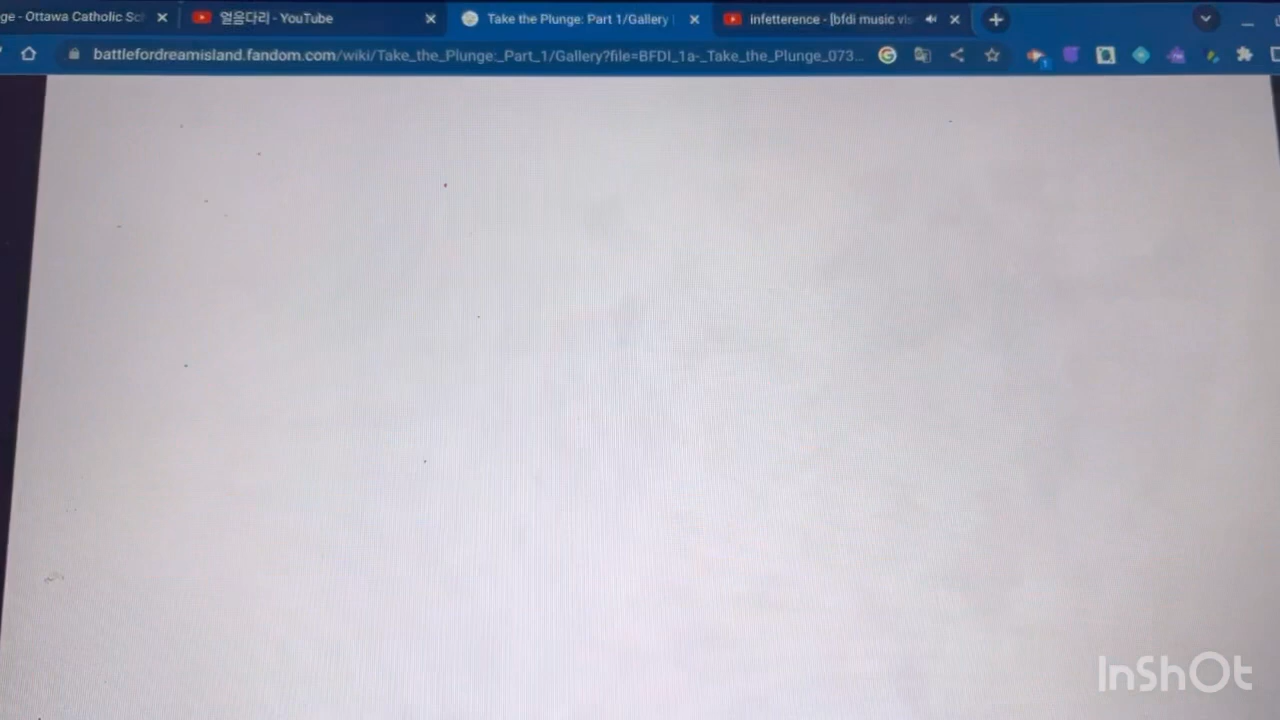 ge - Ottawa Catholic Sc
얼음다리 - YouTube
Take the Plunge: Part 1/Gallery
infetterence - [bfdi music vis
battlefordreamisland.fandom.com/wiki/Take_the_Plunge:_Part_1/Gallery?file=BFDI_1a-_Take_the_Plunge_073...
InShOt